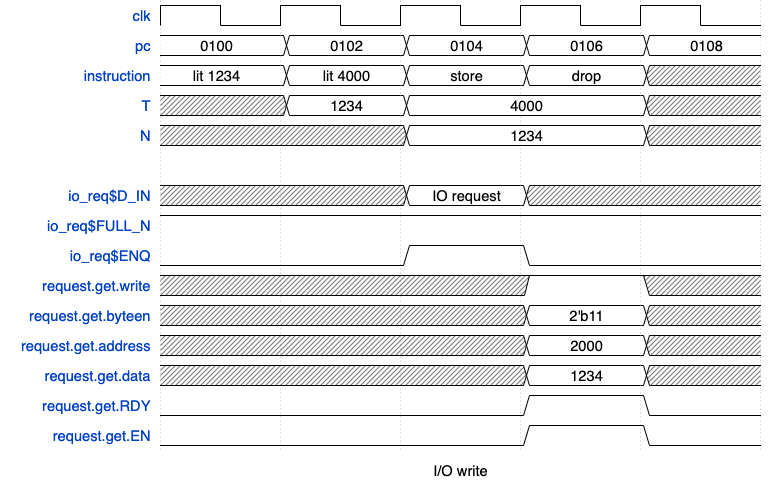 clk
pc 0100 0102 0104 0106 0108
instruction lit 1234 lit 4000 store drop
T 1234 4000
N 1234
io_req$D_IN IO request
io_req$FULL_N
io_req$ENQ
request.get.write
request.get.byteen 2'b11
request.get.address 2000
request.get.data 1234
request.get.RDY
request.get.EN
I/O write